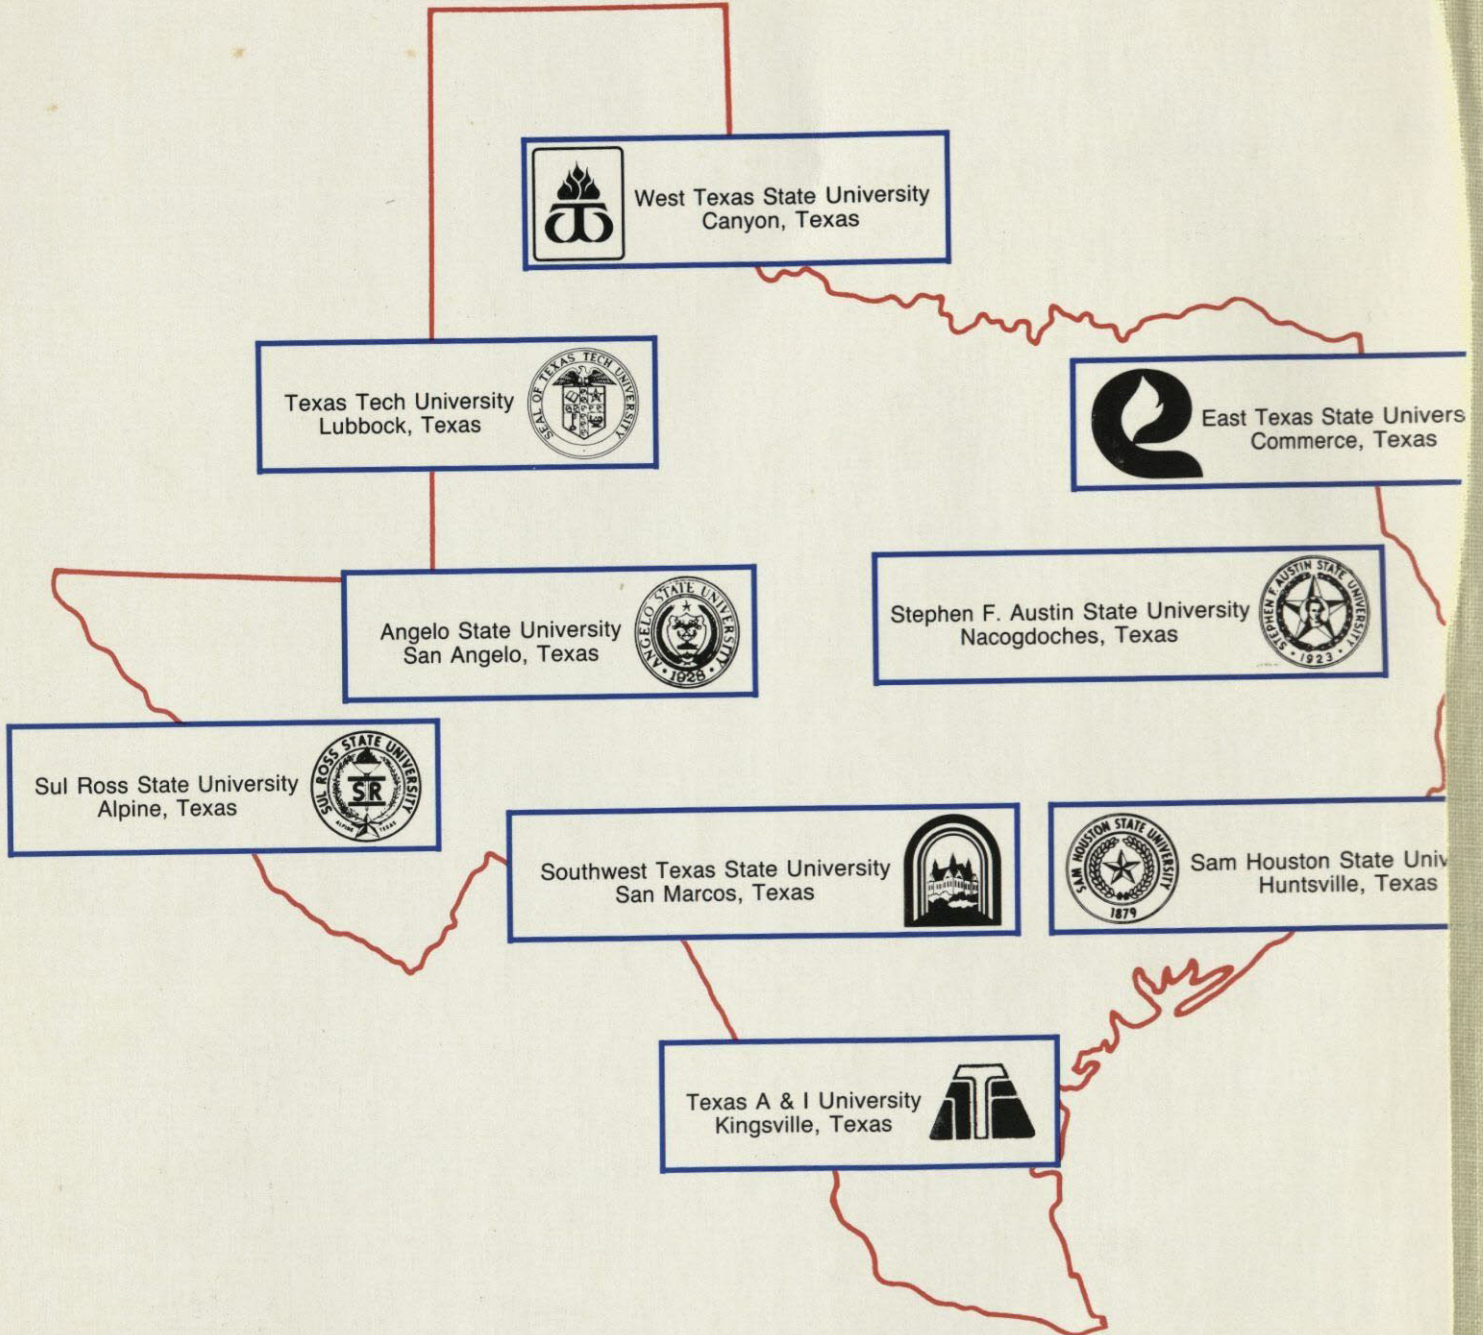 West Texas State University
Canyon, Texas
Texas Tech University
Lubbock, Texas
SEAL OF TEXAS TECH UNIVERSITY
East Texas State Univers
Commerce, Texas
Angelo State University
San Angelo, Texas
ANGELO STATE UNIVERSITY
· 1928 ·
Stephen F. Austin State University
Nacogdoches, Texas
STEPHEN F. AUSTIN STATE UNIVERSITY
· 1923 ·
Sul Ross State University
Alpine, Texas
SUL ROSS STATE UNIVERSITY
SR
ALPINE TEXAS
Southwest Texas State University
San Marcos, Texas
SAM HOUSTON STATE UNIVERSITY
1879
Sam Houston State Univ
Huntsville, Texas
Texas A & I University
Kingsville, Texas